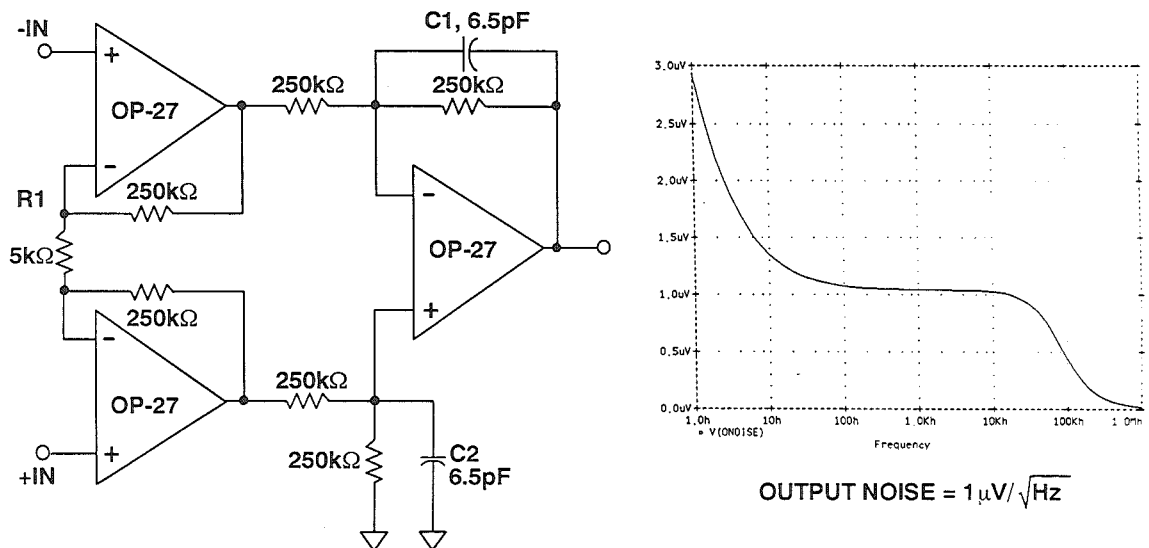 -IN
+
OP-27
-
R1
250kΩ
5kΩ
250kΩ
-
OP-27
+
+IN
250kΩ
C1, 6.5pF
250kΩ
-
OP-27
+
250kΩ
250kΩ
C2
6.5pF
3.0uV
2.5uV
2.0uV
1.5uV
1.0uV
0.5uV
0.0uV
1.0h 10h 100h 1.0Kh 10Kh 100Kh 1.0Mh
V(ONOISE)
Frequency
OUTPUT NOISE = 1μV/√Hz